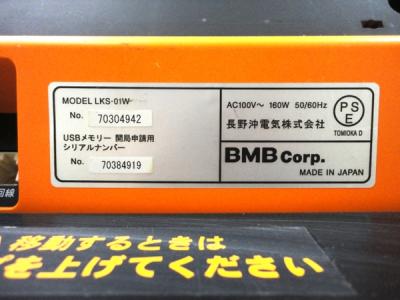 MODEL LKS-01W
No. 70304942
USBメモリー 開局申請用
シリアルナンバー
No. 70384919
AC100V〜 160W 50/60Hz
長野沖電気株式会社
PS
E
TOMIOKA D
BMB Corp.
MADE IN JAPAN
回線
移動するときは
を上げてください